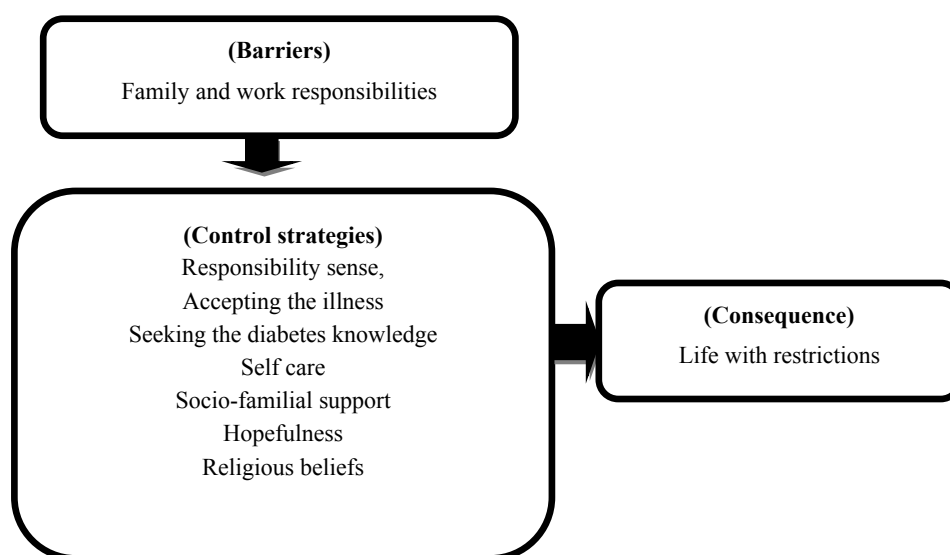 (Barriers)
Family and work responsibilities
(Control strategies)
Responsibility sense,
Accepting the illness
Seeking the diabetes knowledge
Self care
Socio-familial support
Hopefulness
Religious beliefs
(Consequence)
Life with restrictions